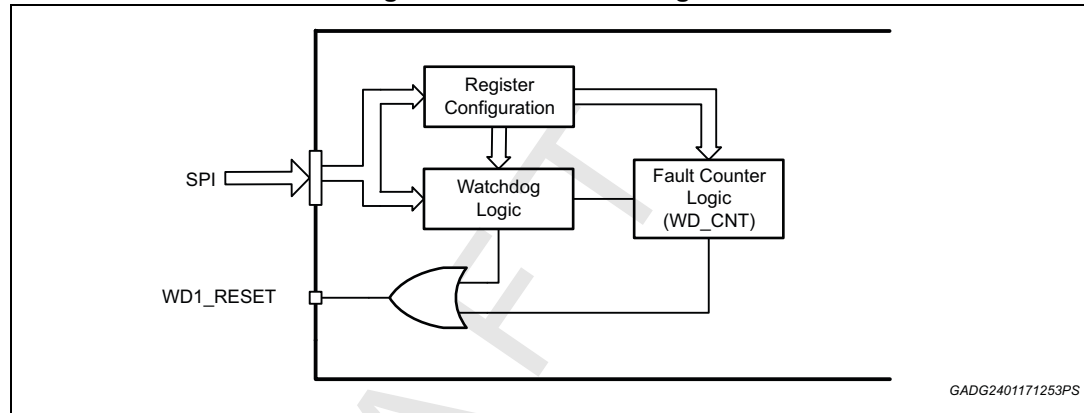 Register
Configuration
SPI
Watchdog
Logic
Fault Counter
Logic
(WD_CNT)
WD1_RESET
GADG2401171253PS